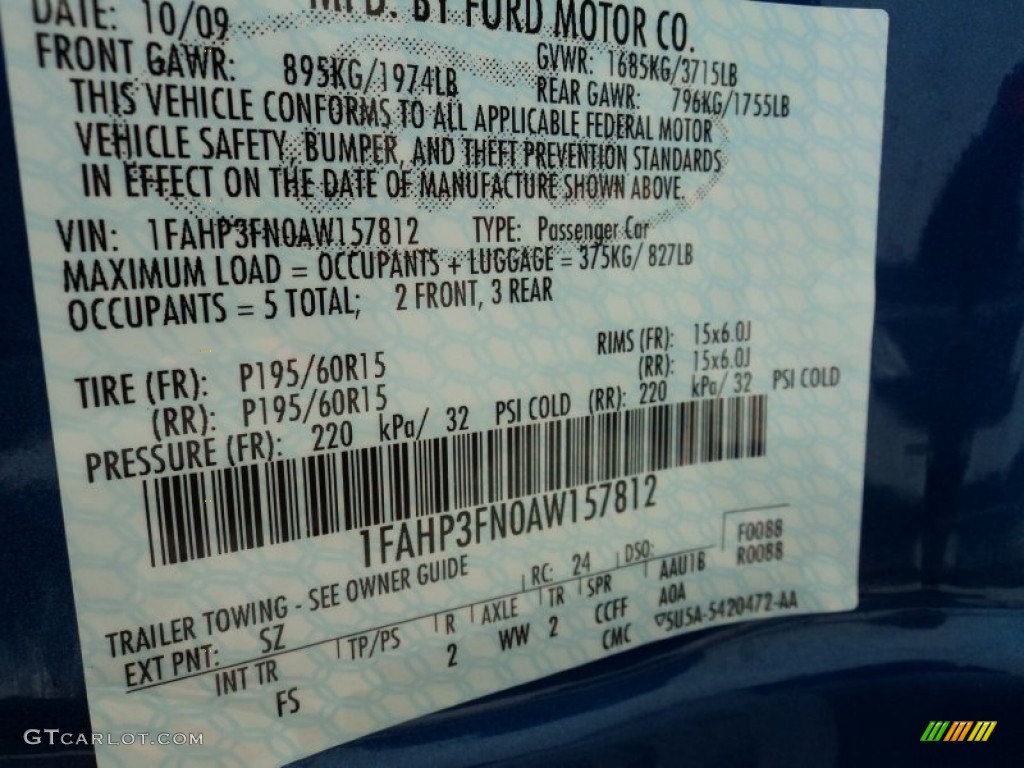 DATE: 10/09 MFD. BY FORD MOTOR CO.
FRONT GAWR: 895KG/1974LB GVWR: 1685KG/3715LB
REAR GAWR: 796KG/1755LB
THIS VEHICLE CONFORMS TO ALL APPLICABLE FEDERAL MOTOR
VEHICLE SAFETY, BUMPER, AND THEFT PREVENTION STANDARDS
IN EFFECT ON THE DATE OF MANUFACTURE SHOWN ABOVE.
VIN: 1FAHP3FN0AW157812 TYPE: Passenger Car
MAXIMUM LOAD = OCCUPANTS + LUGGAGE = 375KG/ 827LB
OCCUPANTS = 5 TOTAL; 2 FRONT, 3 REAR
TIRE (FR): P195/60R15 RIMS (FR): 15x6.0J
(RR): P195/60R15 (RR): 15x6.0J
PRESSURE (FR): 220 kPa/ 32 PSI COLD (RR): 220 kPa/ 32 PSI COLD
1FAHP3FN0AW157812
TRAILER TOWING - SEE OWNER GUIDE
EXT PNT: SZ RC: 24 DSO: F0088
R0088
INT TR TP/PS R AXLE TR SPR AAU1B
FS 2 WW 2 CCFF A0A
CMC ▽5U5A-5420472-AA
GTCARLOT.COM